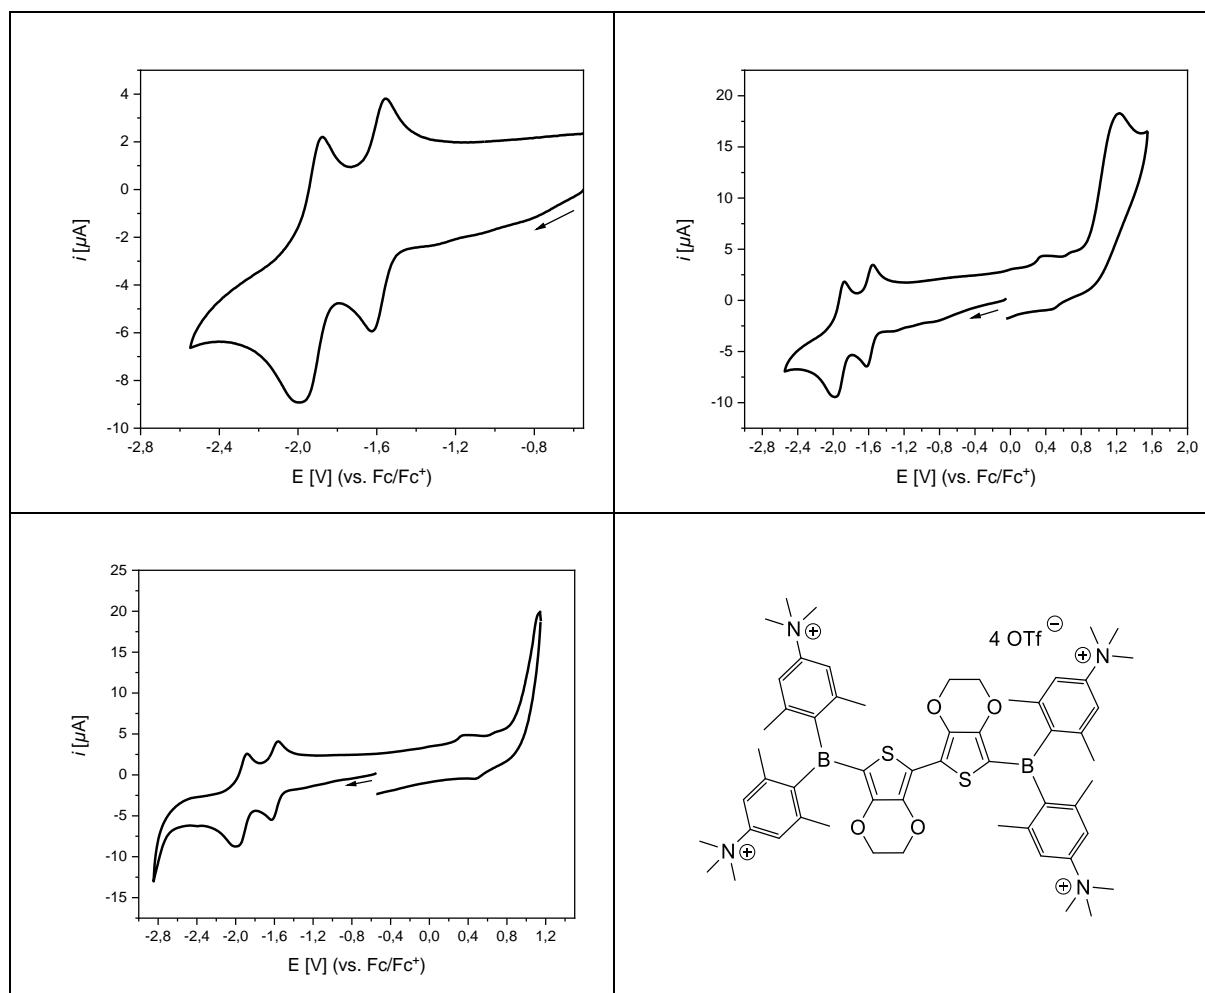 4
2
0
-2
-4
-6
-8
-10
-2,8 -2,4 -2,0 -1,6 -1,2 -0,8
i [µA]
E [V] (vs. Fc/Fc+)
20
15
10
5
0
-5
-10
-2,8 -2,4 -2,0 -1,6 -1,2 -0,8 -0,4 0,0 0,4 0,8 1,2 1,6 2,0
i [µA]
E [V] (vs. Fc/Fc+)
25
20
15
10
5
0
-5
-10
-15
-2,8 -2,4 -2,0 -1,6 -1,2 -0,8 -0,4 0,0 0,4 0,8 1,2
i [µA]
E [V] (vs. Fc/Fc+)
4 OTf ⊖
N ⊕
⊕ N
O O
B S
S B
O O
N ⊕
⊕ N